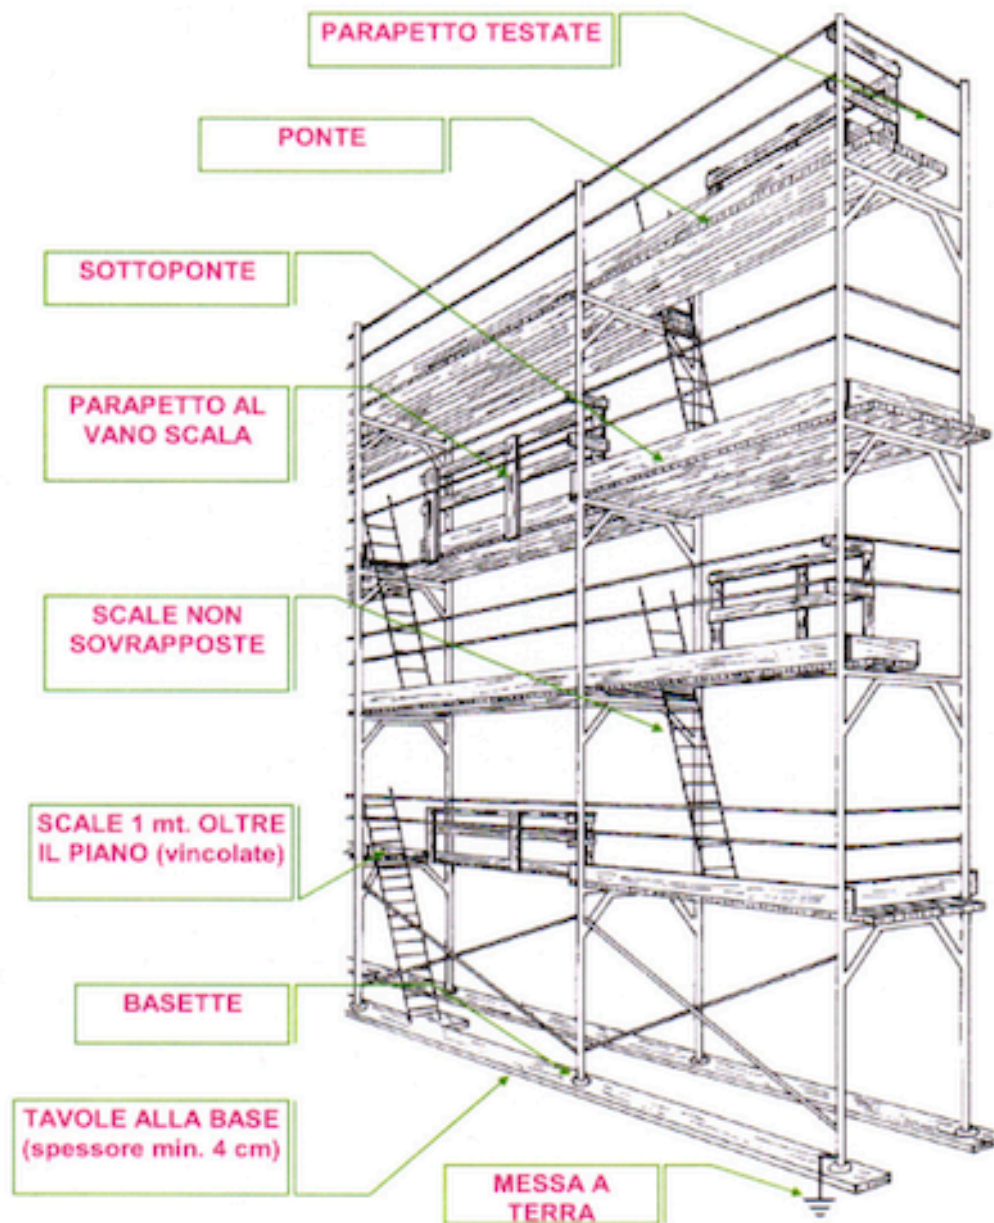 PARAPETTO TESTATE
PONTE
SOTTOPONTE
PARAPETTO AL
VANO SCALA
SCALE NON
SOVRAPPOSTE
SCALE 1 mt. OLTRE
IL PIANO (vincolate)
BASETTE
TAVOLE ALLA BASE
(spessore min. 4 cm)
MESSA A
TERRA